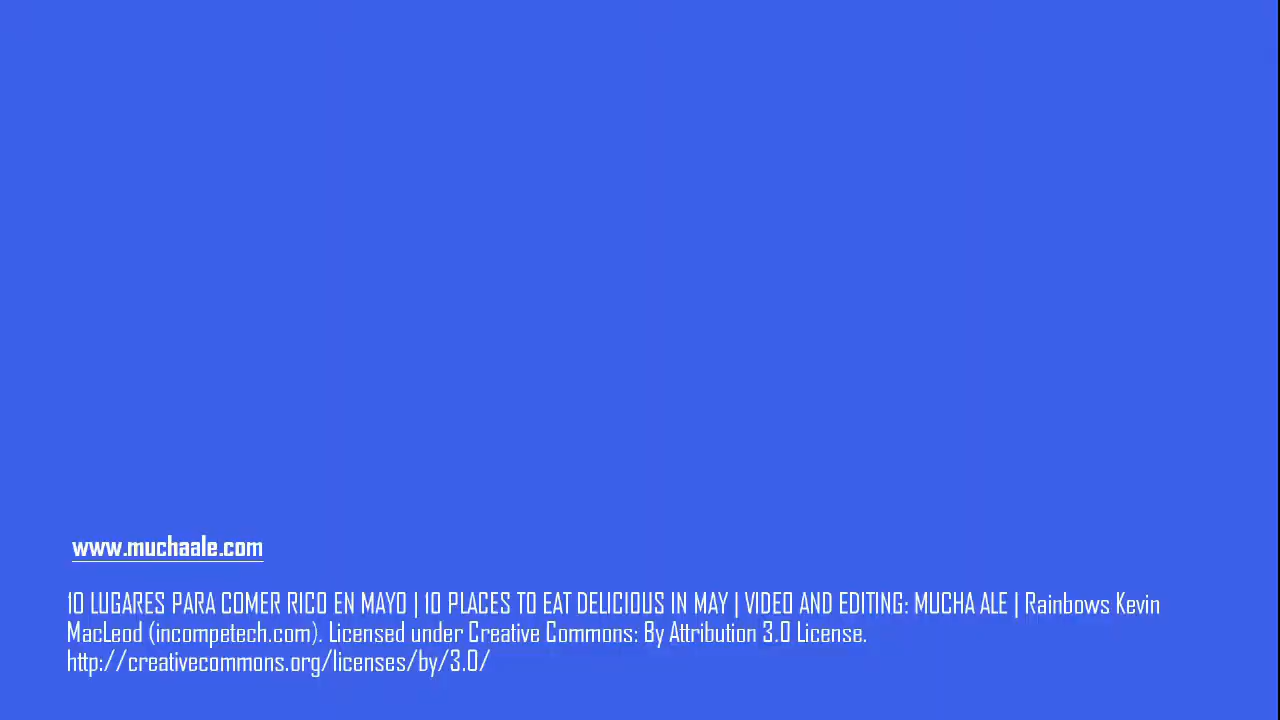 www.muchaale.com
10 LUGARES PARA COMER RICO EN MAYO | 10 PLACES TO EAT DELICIOUS IN MAY | VIDEO AND EDITING: MUCHA ALE | Rainbows Kevin
MacLeod (incompetech.com). Licensed under Creative Commons: By Attribution 3.0 License.
http://creativecommons.org/licenses/by/3.0/